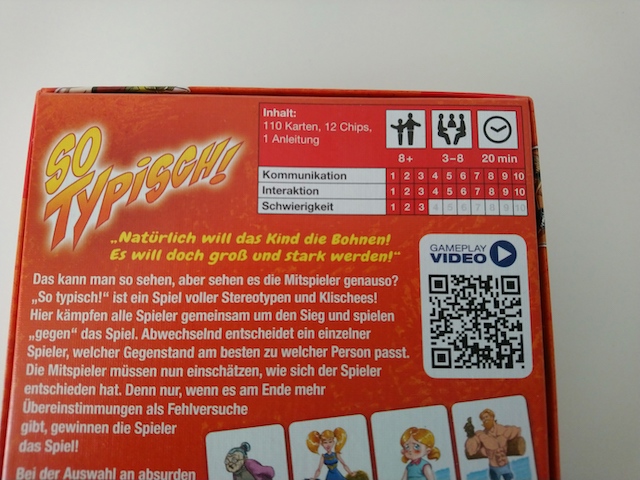 SO
TYPISCH!
Inhalt:
110 Karten, 12 Chips,
1 Anleitung
8+ 3–8 20 min
Kommunikation 1 2 3 4 5 6 7 8 9 10
Interaktion 1 2 3 4 5 6 7 8 9 10
Schwierigkeit 1 2 3 4 5 6 7 8 9 10
„Natürlich will das Kind die Bohnen!
Es will doch groß und stark werden!“
GAMEPLAY
VIDEO
Das kann man so sehen, aber sehen es die Mitspieler genauso?
„So typisch!“ ist ein Spiel voller Stereotypen und Klischees!
Hier kämpfen alle Spieler gemeinsam um den Sieg und spielen
„gegen“ das Spiel. Abwechselnd entscheidet ein einzelner
Spieler, welcher Gegenstand am besten zu welcher Person passt.
Die Mitspieler müssen nun einschätzen, wie sich der Spieler
entschieden hat. Denn nur, wenn es am Ende mehr
Übereinstimmungen als Fehlversuche
gibt, gewinnen die Spieler
das Spiel!
Bei der Auswahl an absurden